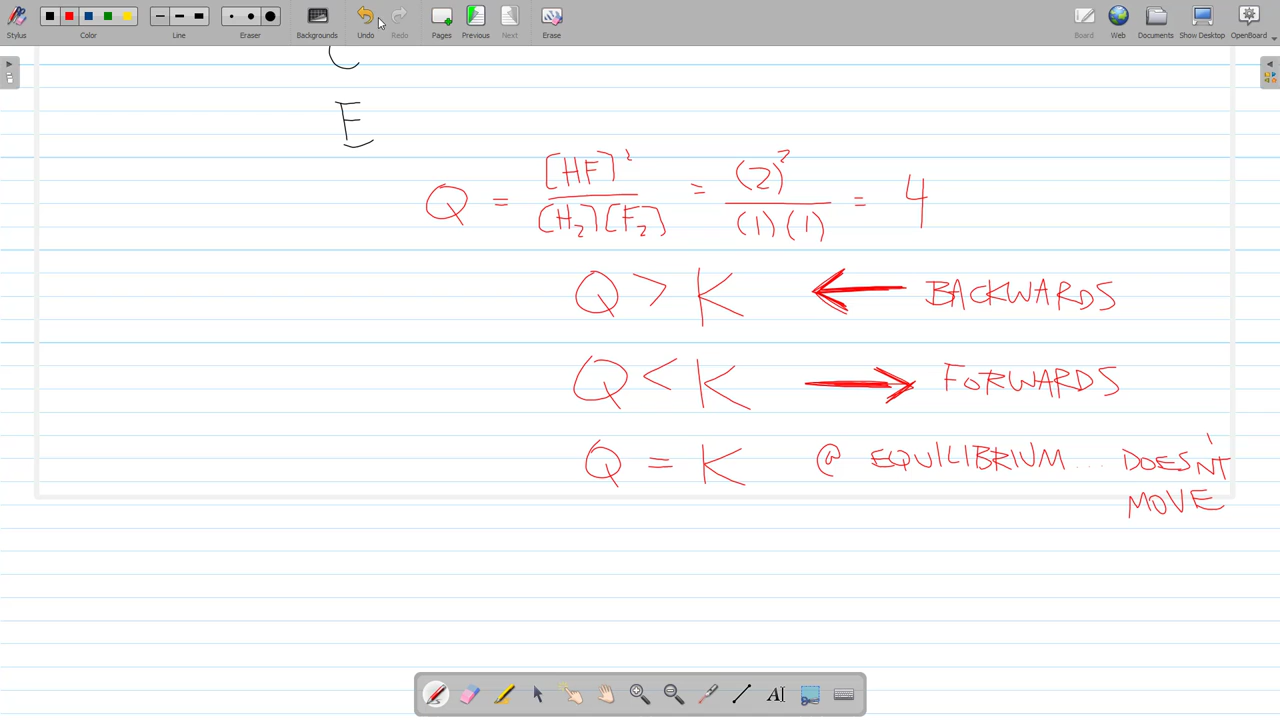 Stylus Color Line Eraser Backgrounds Undo Redo Pages Previous Next Erase Board Web Documents Show Desktop OpenBoard
C
E
Q = [HF]² / [H₂][F₂] = (2)² / (1)(1) = 4
Q > K ← BACKWARDS
Q < K → FORWARDS
Q = K @ EQUILIBRIUM... DOESN'T
MOVE